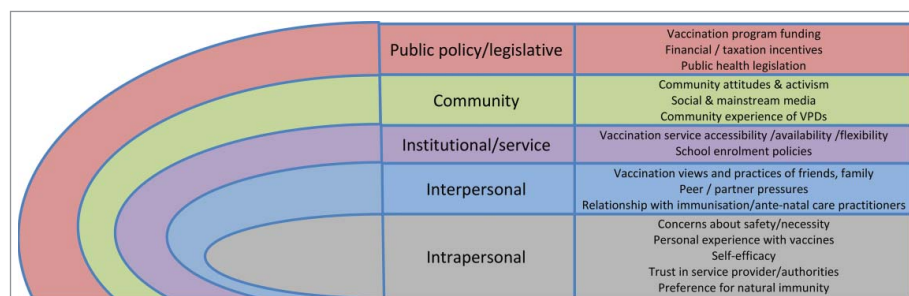 Public policy/legislative
Vaccination program funding
Financial / taxation incentives
Public health legislation
Community
Community attitudes & activism
Social & mainstream media
Community experience of VPDs
Institutional/service
Vaccination service accessibility /availability /flexibility
School enrolment policies
Interpersonal
Vaccination views and practices of friends, family
Peer / partner pressures
Relationship with immunisation/ante-natal care practitioners
Intrapersonal
Concerns about safety/necessity
Personal experience with vaccines
Self-efficacy
Trust in service provider/authorities
Preference for natural immunity